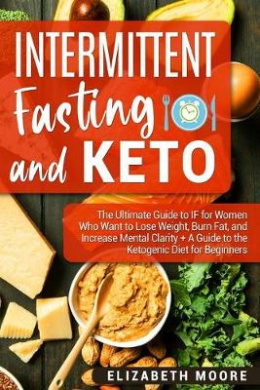 INTERMITTENT
Fasting
and KETO
The Ultimate Guide to IF for Women
Who Want to Lose Weight, Burn Fat, and
Increase Mental Clarity + A Guide to the
Ketogenic Diet for Beginners
ELIZABETH MOORE